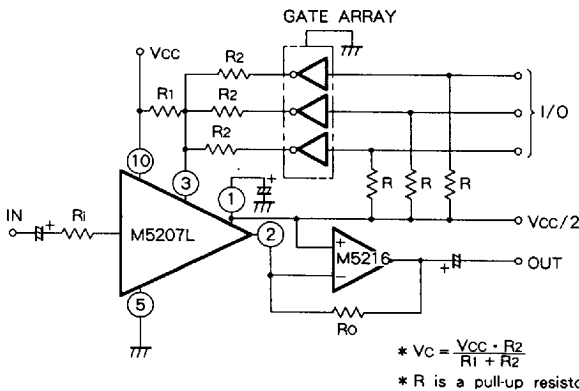 GATE ARRAY
VCC
R2
R1
R2
R2
I/O
10
3
1
R
R
R
VCC/2
IN
Ri
M5207L
2
+
M5216
−
OUT
5
RO
* VC = VCC · R2 / R1 + R2
* R is a pull-up resisto